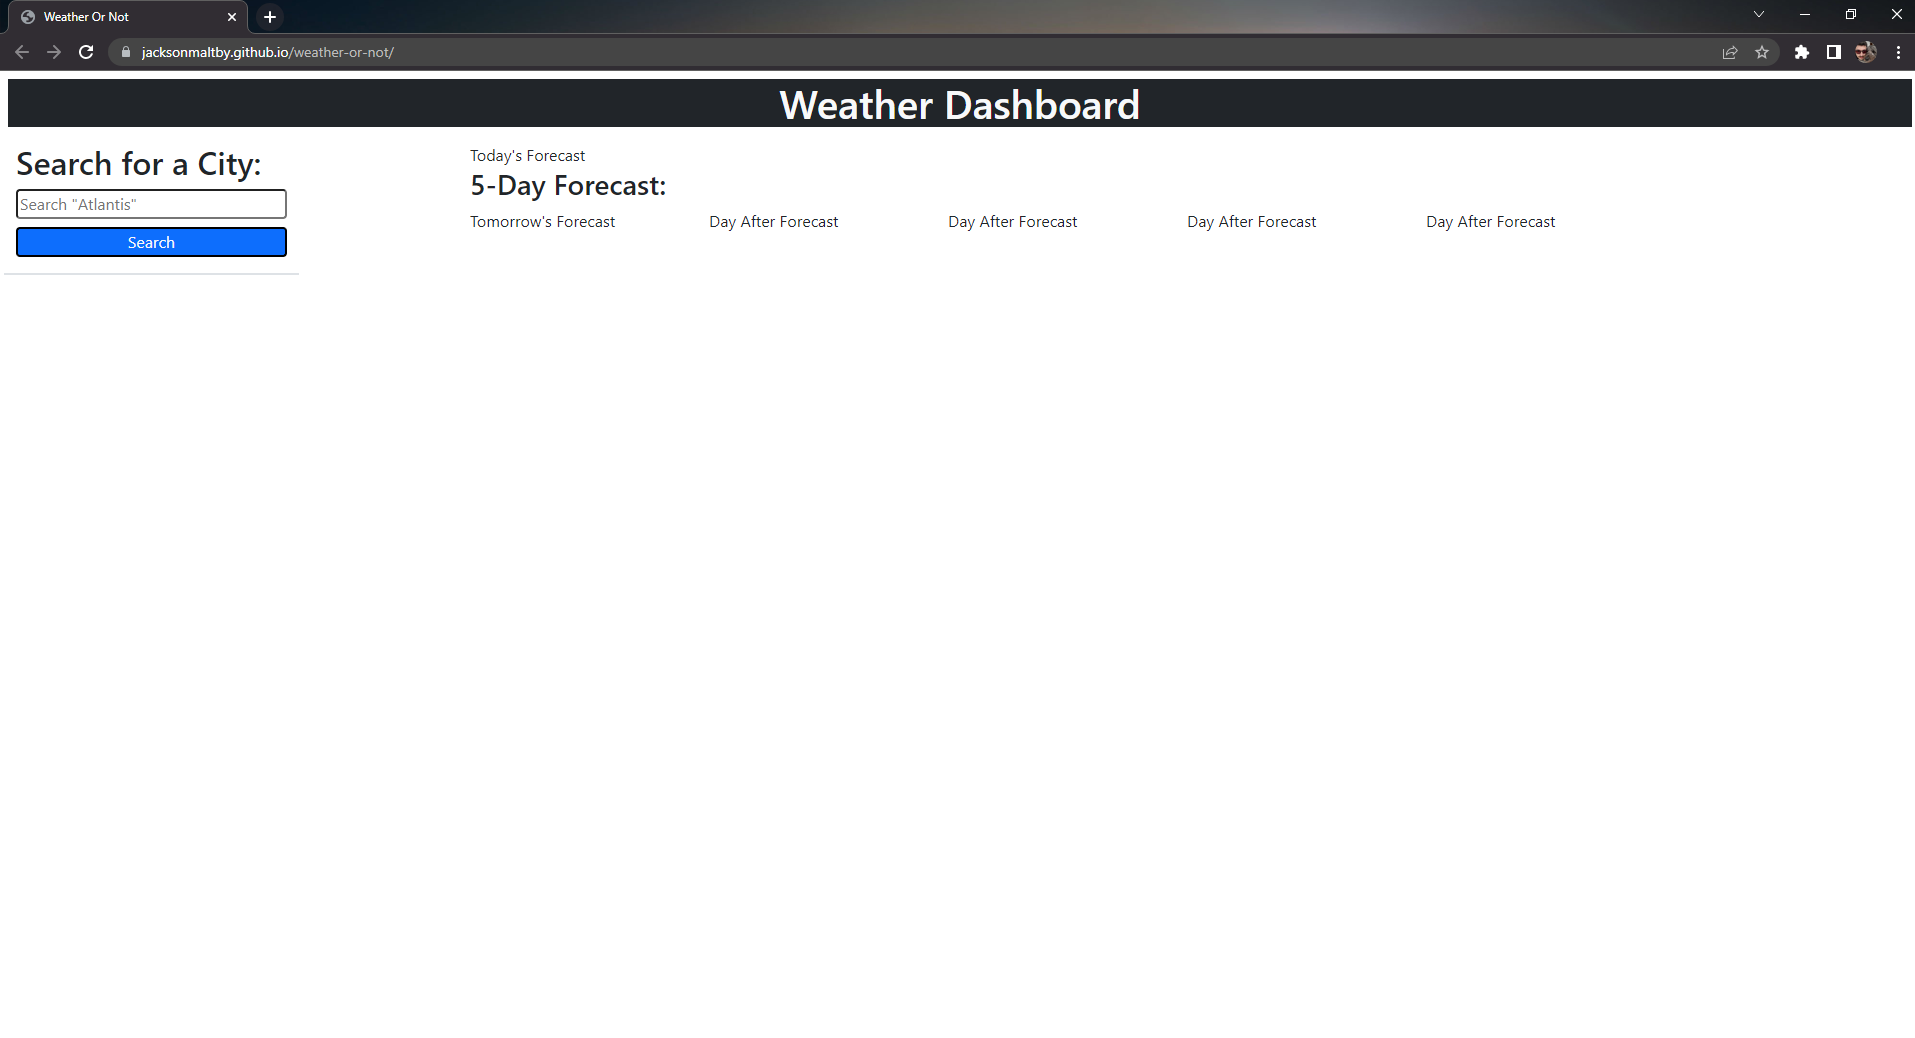 Weather Or Not
jacksonmaltby.github.io/weather-or-not/
Weather Dashboard
Search for a City:
Search "Atlantis"
Search
Today's Forecast
5-Day Forecast:
Tomorrow's Forecast Day After Forecast Day After Forecast Day After Forecast Day After Forecast